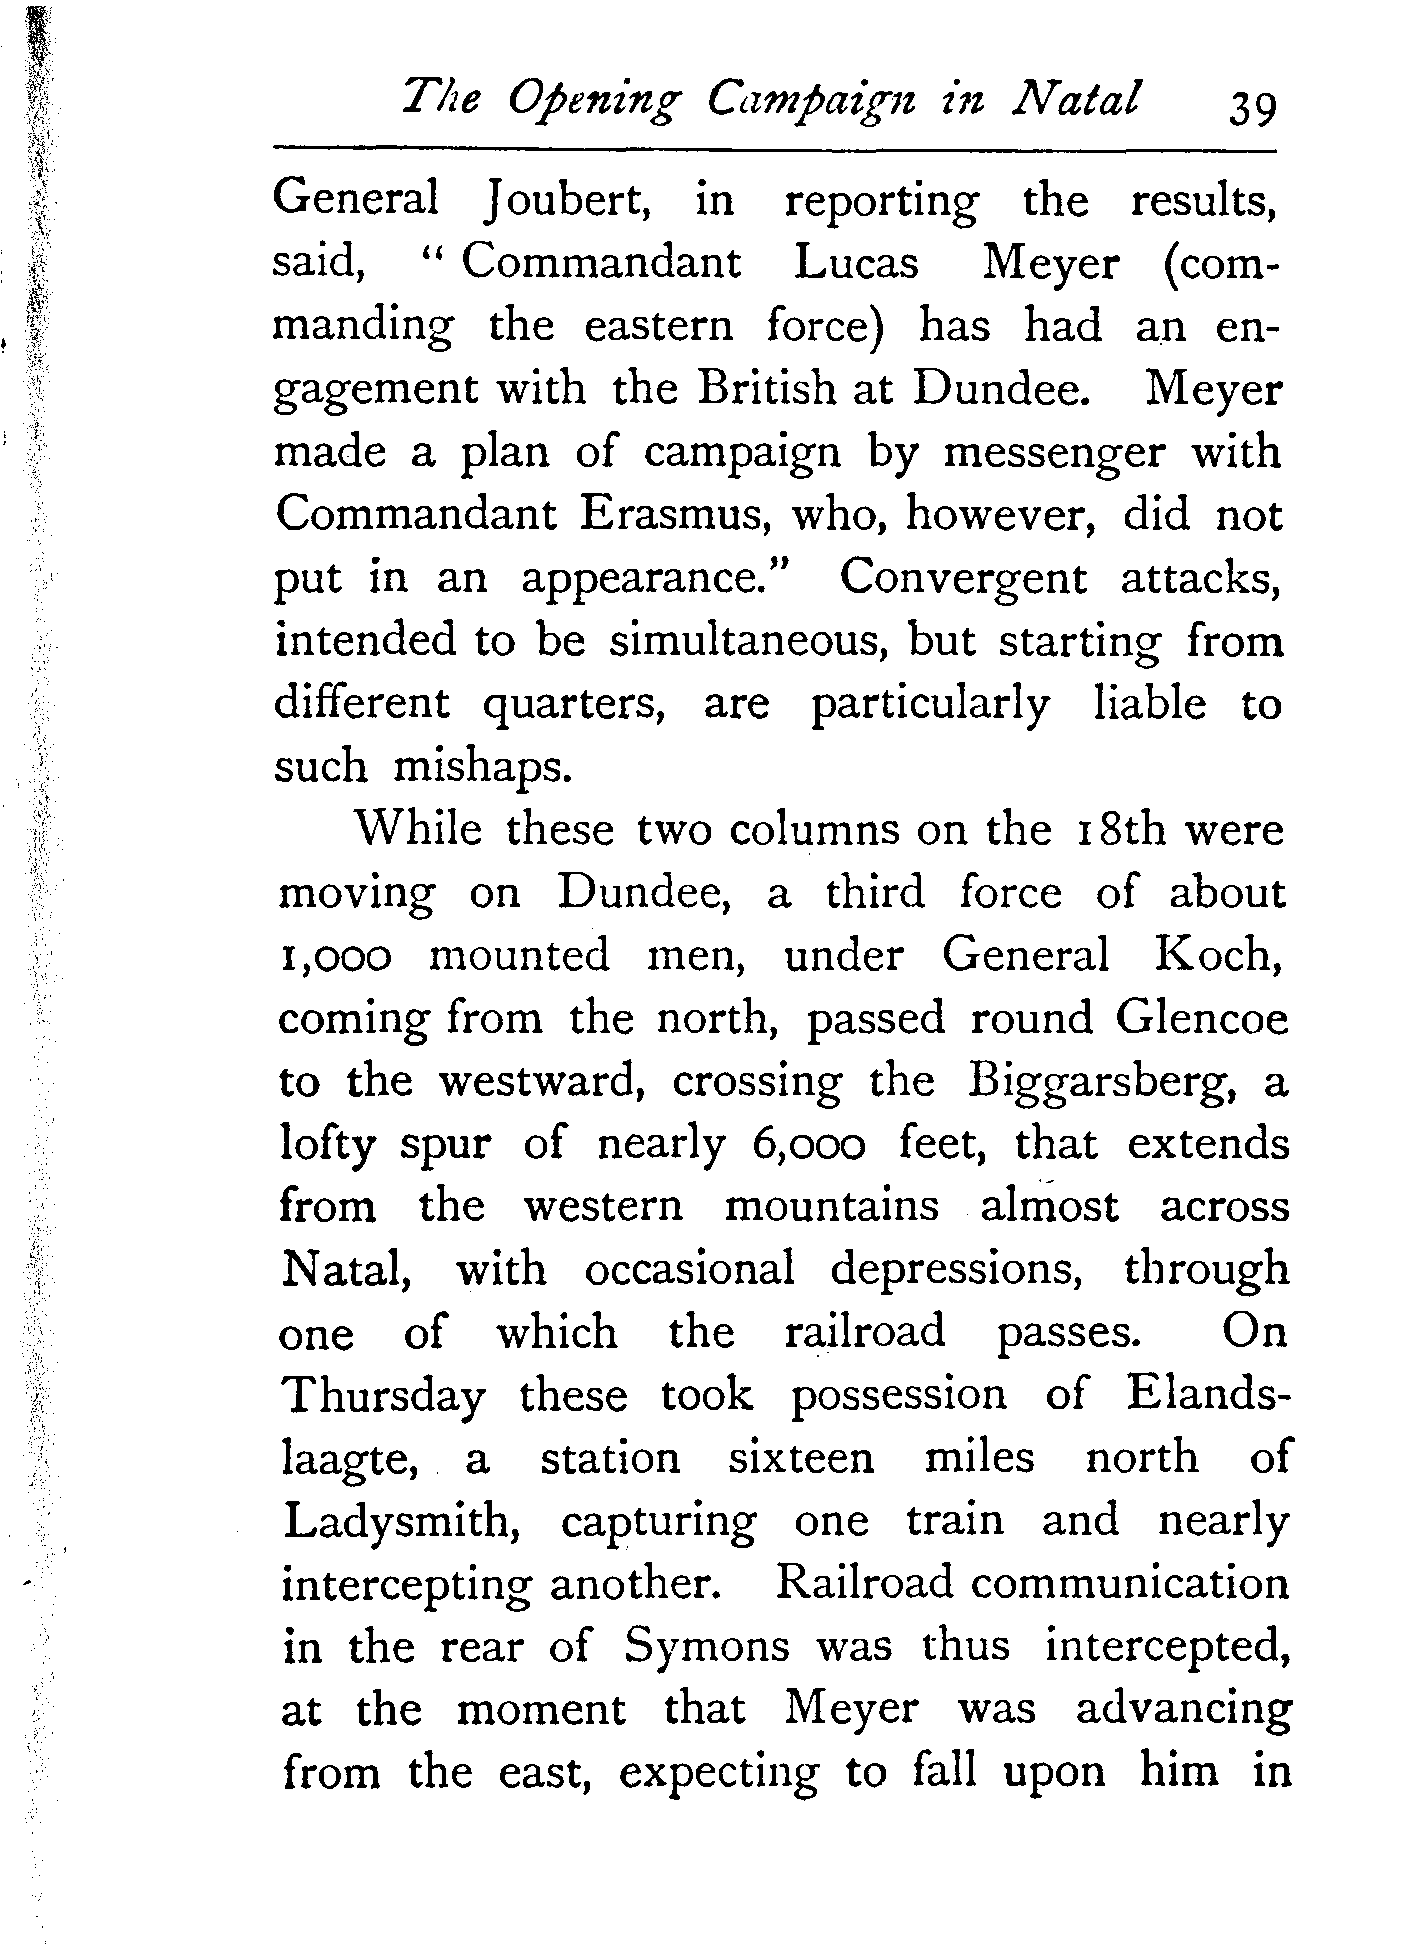 The Opening Campaign in Natal 39
General Joubert, in reporting the results,
said, “ Commandant Lucas Meyer (com-
manding the eastern force) has had an en-
gagement with the British at Dundee. Meyer
made a plan of campaign by messenger with
Commandant Erasmus, who, however, did not
put in an appearance.” Convergent attacks,
intended to be simultaneous, but starting from
different quarters, are particularly liable to
such mishaps.
While these two columns on the 18th were
moving on Dundee, a third force of about
1,000 mounted men, under General Koch,
coming from the north, passed round Glencoe
to the westward, crossing the Biggarsberg, a
lofty spur of nearly 6,000 feet, that extends
from the western mountains almost across
Natal, with occasional depressions, through
one of which the railroad passes. On
Thursday these took possession of Elands-
laagte, a station sixteen miles north of
Ladysmith, capturing one train and nearly
intercepting another. Railroad communication
in the rear of Symons was thus intercepted,
at the moment that Meyer was advancing
from the east, expecting to fall upon him in